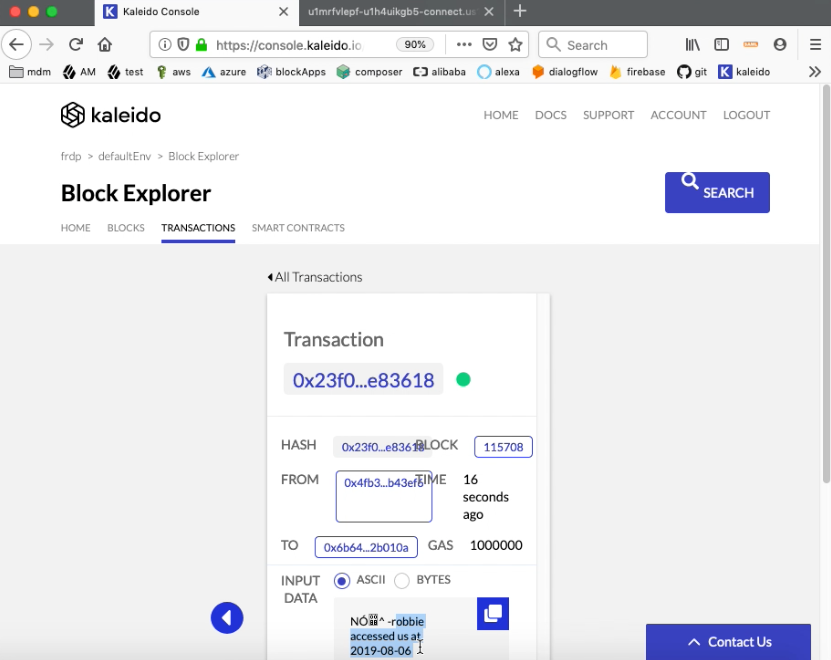 Kaleido Console
u1mrfvlepf-u1h4uikgb5-connect.us
https://console.kaleido.io
90%
Search
mdm AM test aws azure blockApps composer alibaba alexa dialogflow firebase git kaleido
kaleido
HOME DOCS SUPPORT ACCOUNT LOGOUT
frdp > defaultEnv > Block Explorer
Block Explorer
SEARCH
HOME BLOCKS TRANSACTIONS SMART CONTRACTS
All Transactions
Transaction
0x23f0...e83618
HASH 0x23f0...e83618 BLOCK 115708
FROM 0x4fb3...b43ef6 TIME 16
seconds
ago
TO 0x6b64...2b010a GAS 1000000
INPUT ASCII BYTES
DATA
NÓ ^ -robbie
accessed us at
2019-08-06
Contact Us